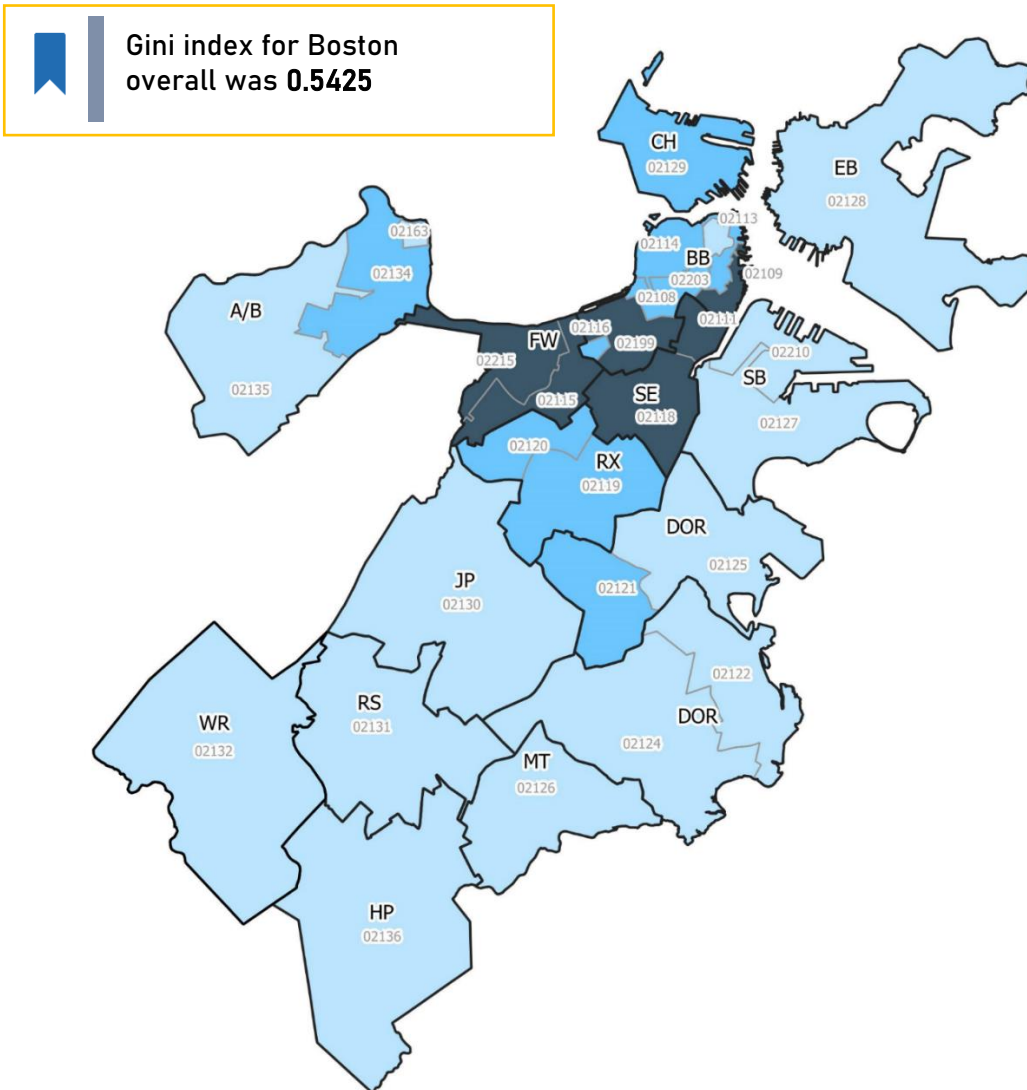 Gini index for Boston
overall was 0.5425
CH
02129
EB
02128
02163
02113
02114
BB
02134
02203
02109
02108
A/B
02116
02111
FW
02199
02215
02210
SB
SE
02135
02115
02118
02127
02120
RX
02119
DOR
02125
JP
02121
02130
02122
RS
WR
02131
DOR
02132
02124
MT
02126
HP
02136